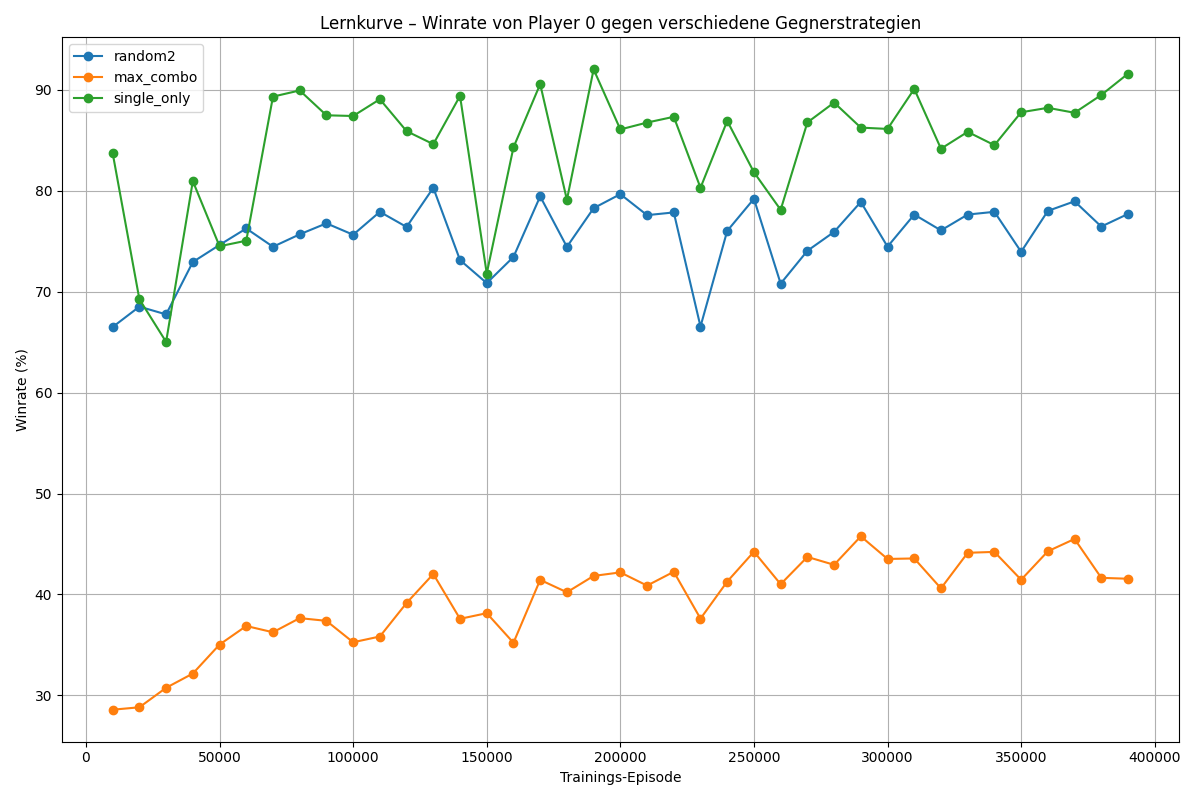 Lernkurve – Winrate von Player 0 gegen verschiedene Gegnerstrategien
random2
max_combo
single_only
Winrate (%)
90
80
70
60
50
40
30
0 50000 100000 150000 200000 250000 300000 350000 400000
Trainings-Episode